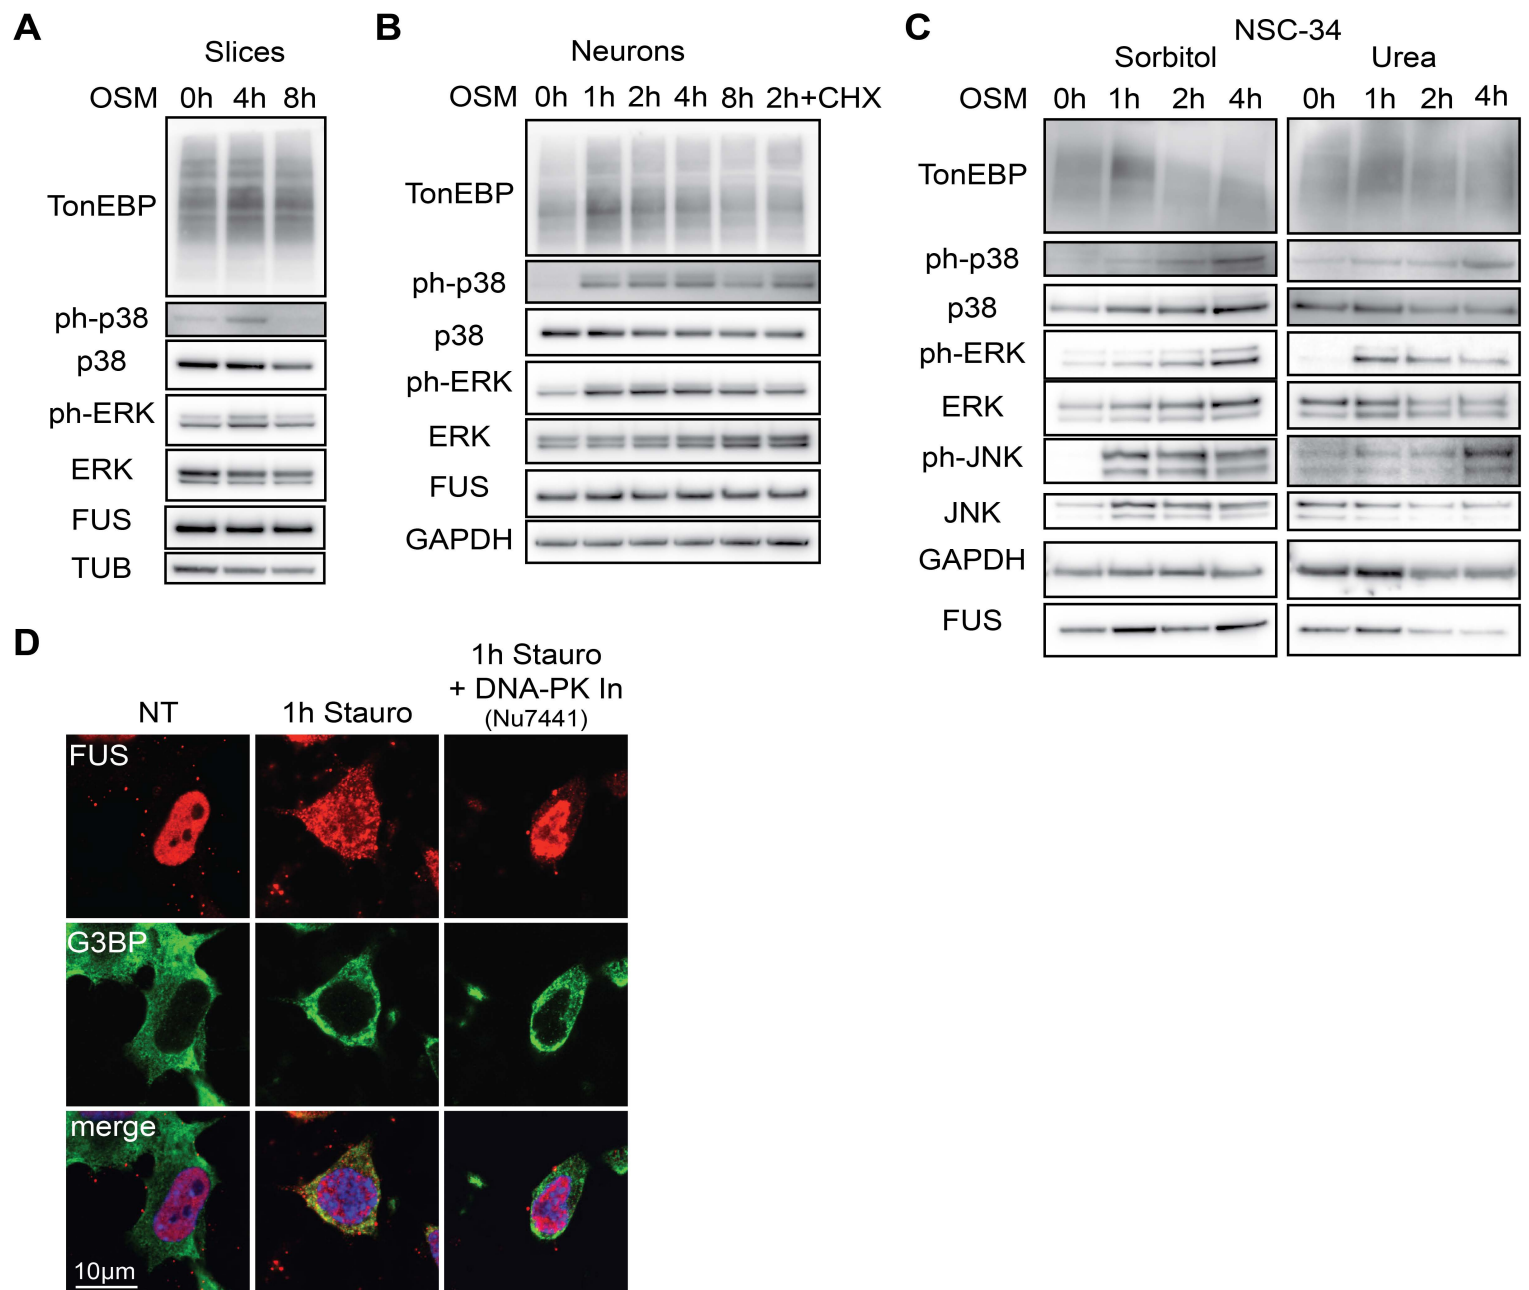 A
Slices
OSM 0h 4h 8h
TonEBP
ph-p38
p38
ph-ERK
ERK
FUS
TUB
B
Neurons
OSM 0h 1h 2h 4h 8h 2h+CHX
TonEBP
ph-p38
p38
ph-ERK
ERK
FUS
GAPDH
C
NSC-34
Sorbitol Urea
OSM 0h 1h 2h 4h 0h 1h 2h 4h
TonEBP
ph-p38
p38
ph-ERK
ERK
ph-JNK
JNK
GAPDH
FUS
D
NT
1h Stauro
1h Stauro
+ DNA-PK In
(Nu7441)
FUS
G3BP
merge
10µm